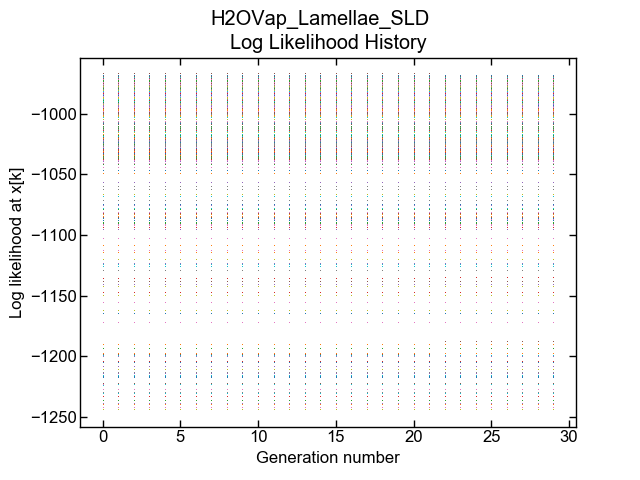 H2OVap_Lamellae_SLD
Log Likelihood History
Log likelihood at x[k]
−1000
−1050
−1100
−1150
−1200
−1250
0 5 10 15 20 25 30
Generation number